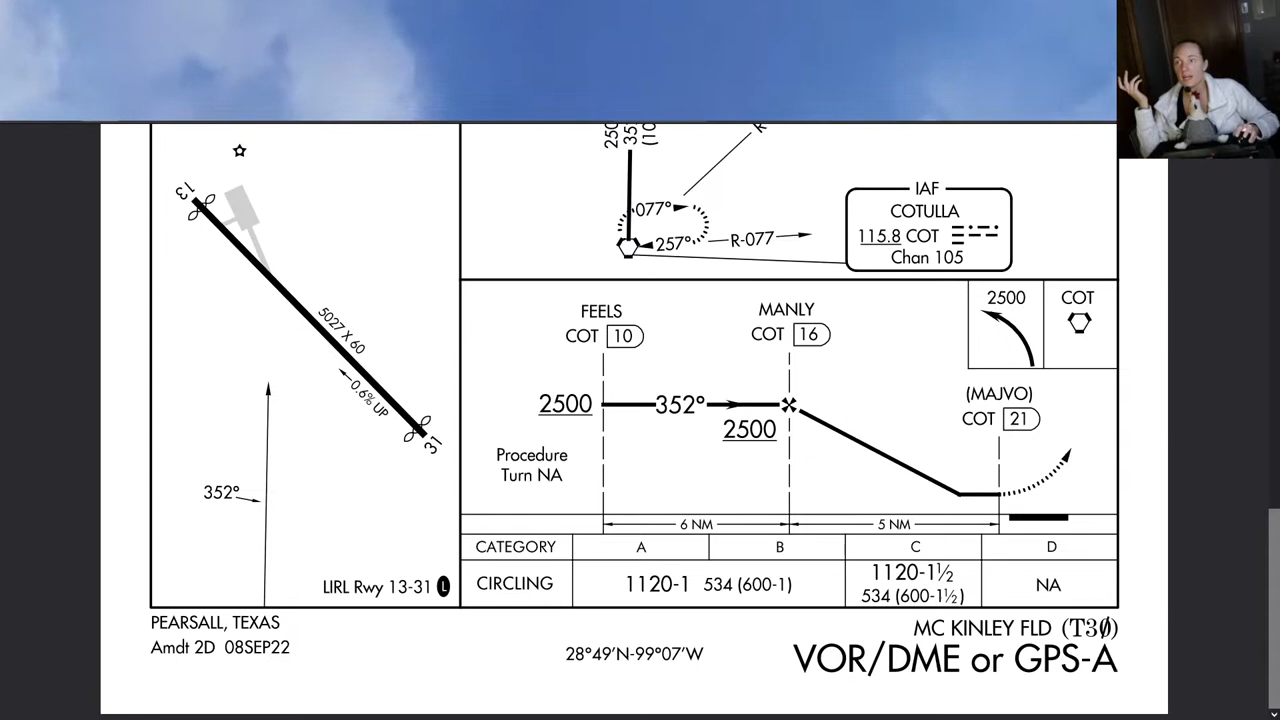 13
5027 X 60
0.6% UP
31
352°
LIRL Rwy 13-31 L
077°
257°
R-077
IAF
COTULLA
115.8 COT
Chan 105
FEELS
COT 10
MANLY
COT 16
2500
COT
(MAJVO)
COT 21
2500
352°
2500
Procedure
Turn NA
6 NM
5 NM
CATEGORY A B C D
CIRCLING 1120-1 534 (600-1) 1120-1½ 534 (600-1½) NA
PEARSALL, TEXAS
Amdt 2D 08SEP22
28°49'N-99°07'W
MC KINLEY FLD (T3Ø)
VOR/DME or GPS-A